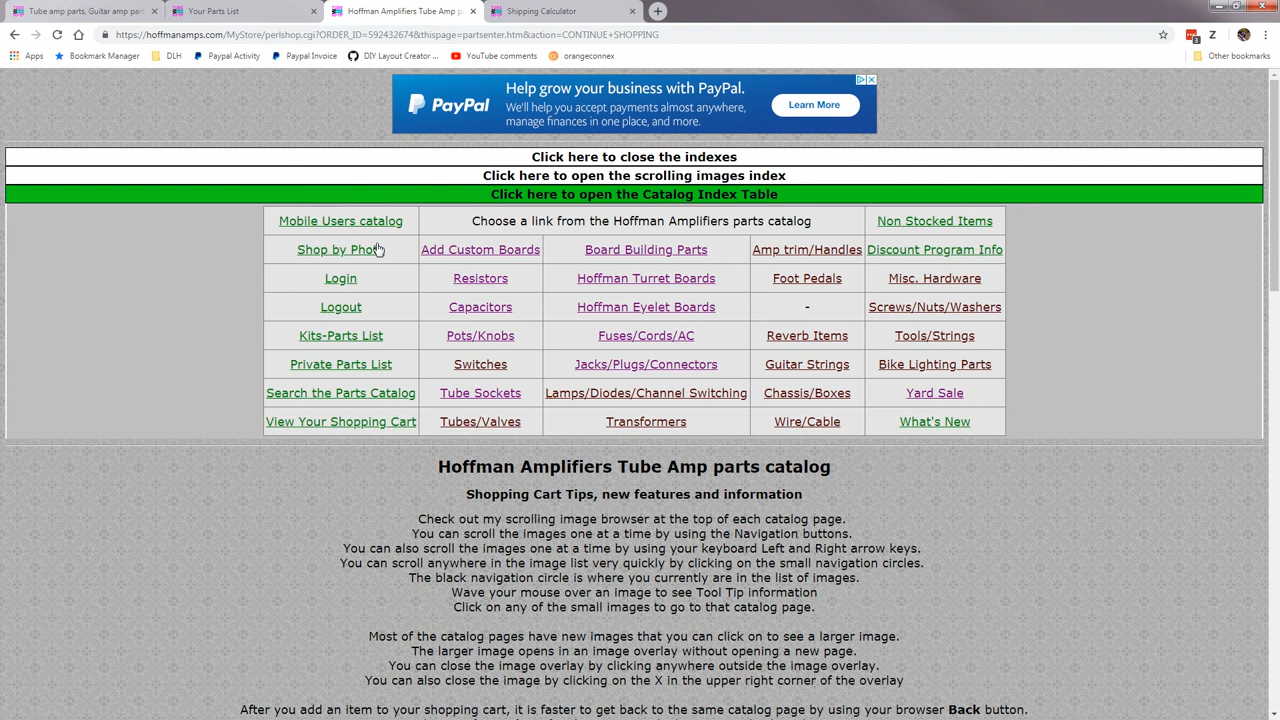 Tube amp parts, Guitar amp part
Your Parts List
Hoffman Amplifiers Tube Amp p
Shipping Calculator
https://hoffmanamps.com/MyStore/perlshop.cgi?ORDER_ID=592432674&thispage=partsenter.htm&action=CONTINUE+SHOPPING
Apps Bookmark Manager DLH Paypal Activity Paypal Invoice DIY Layout Creator ... YouTube comments orangeconnex Other bookmarks
Help grow your business with PayPal.
PayPal
We'll help you accept payments almost anywhere,
manage finances in one place, and more.
Learn More
Click here to close the indexes
Click here to open the scrolling images index
Click here to open the Catalog Index Table
Mobile Users catalog Choose a link from the Hoffman Amplifiers parts catalog Non Stocked Items
Shop by Photo Add Custom Boards Board Building Parts Amp trim/Handles Discount Program Info
Login Resistors Hoffman Turret Boards Foot Pedals Misc. Hardware
Logout Capacitors Hoffman Eyelet Boards - Screws/Nuts/Washers
Kits-Parts List Pots/Knobs Fuses/Cords/AC Reverb Items Tools/Strings
Private Parts List Switches Jacks/Plugs/Connectors Guitar Strings Bike Lighting Parts
Search the Parts Catalog Tube Sockets Lamps/Diodes/Channel Switching Chassis/Boxes Yard Sale
View Your Shopping Cart Tubes/Valves Transformers Wire/Cable What's New
Hoffman Amplifiers Tube Amp parts catalog
Shopping Cart Tips, new features and information
Check out my scrolling image browser at the top of each catalog page.
You can scroll the images one at a time by using the Navigation buttons.
You can also scroll the images one at a time by using your keyboard Left and Right arrow keys.
You can scroll anywhere in the image list very quickly by clicking on the small navigation circles.
The black navigation circle is where you currently are in the list of images.
Wave your mouse over an image to see Tool Tip information
Click on any of the small images to go to that catalog page.
Most of the catalog pages have new images that you can click on to see a larger image.
The larger image opens in an image overlay without opening a new page.
You can close the image overlay by clicking anywhere outside the image overlay.
You can also close the image by clicking on the X in the upper right corner of the overlay
After you add an item to your shopping cart, it is faster to get back to the same catalog page by using your browser Back button.